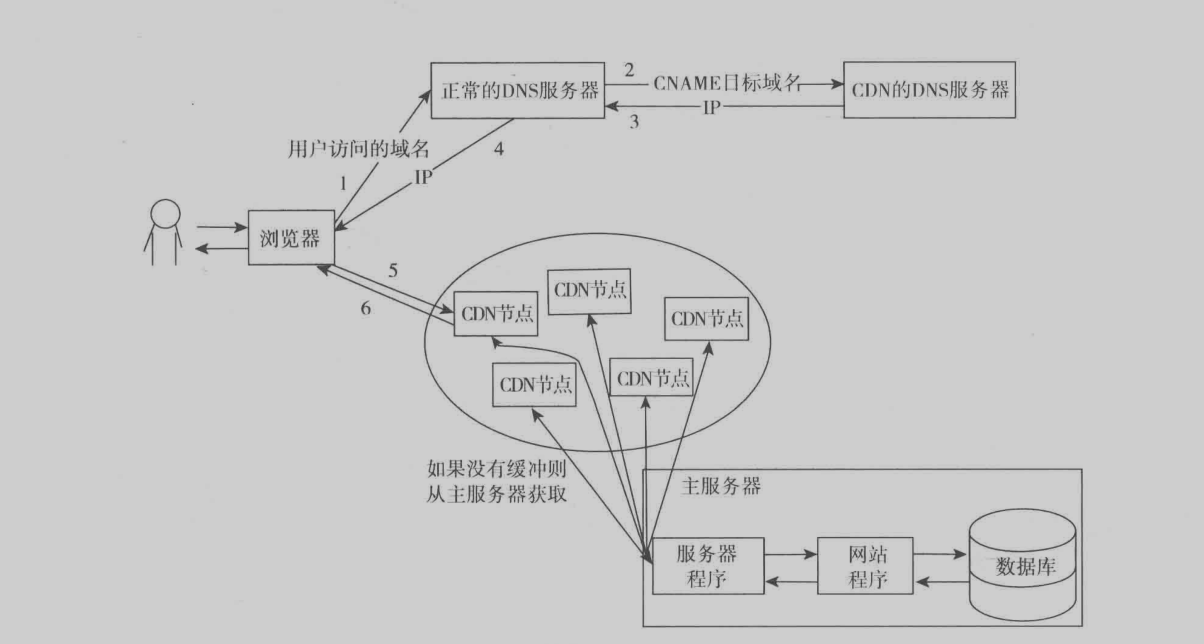 正常的DNS服务器
2
CNAME目标域名
CDN的DNS服务器
IP
3
用户访问的域名
4
1
IP
浏览器
5
6
CDN节点
CDN节点
CDN节点
CDN节点
CDN节点
如果没有缓冲则
从主服务器获取
主服务器
服务器
程序
网站
程序
数据库